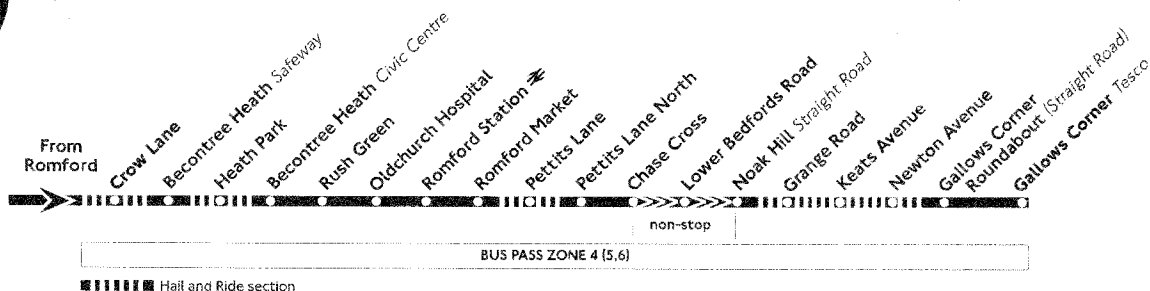 From
Romford
Crow Lane
Becontree Heath Safeway
Heath Park
Becontree Heath Civic Centre
Rush Green
Oldchurch Hospital
Romford Station
Romford Market
Pettits Lane
Pettits Lane North
Chase Cross
Lower Bedfords Road
Noak Hill Straight Road
Grange Road
Keats Avenue
Newton Avenue
Gallows Corner
Roundabout (Straight Road)
Gallows Corner Tesco
non-stop
BUS PASS ZONE 4 (5,6)
Hail and Ride section